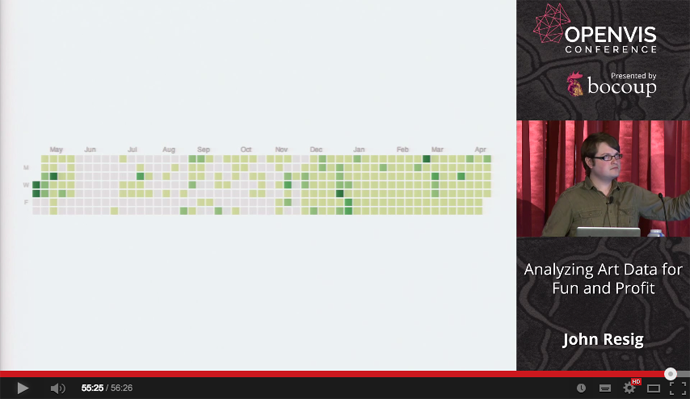 May Jun Jul Aug Sep Oct Nov Dec Jan Feb Mar Apr
M
W
F
OPENVIS
CONFERENCE
Presented by
bocoup
Analyzing Art Data for
Fun and Profit
John Resig
55:25 / 56:26
HD